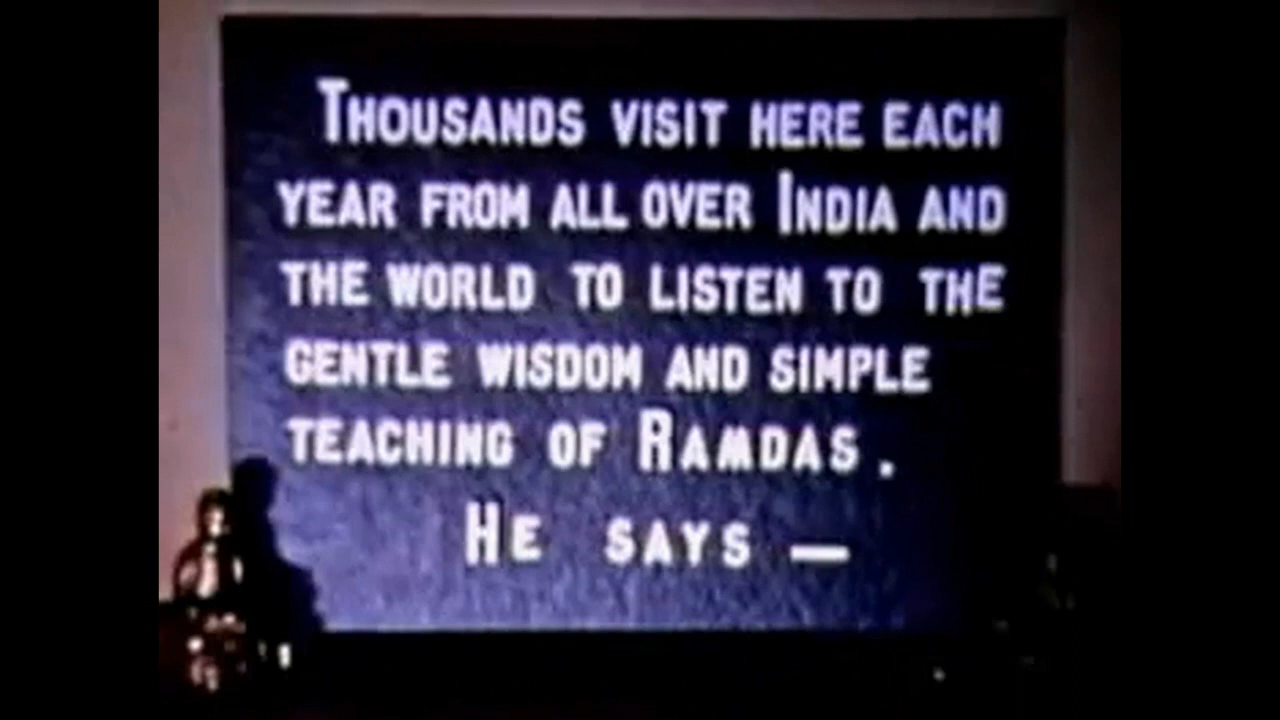 Thousands visit here each
year from all over India and
the world to listen to the
gentle wisdom and simple
teaching of Ramdas.
He says —